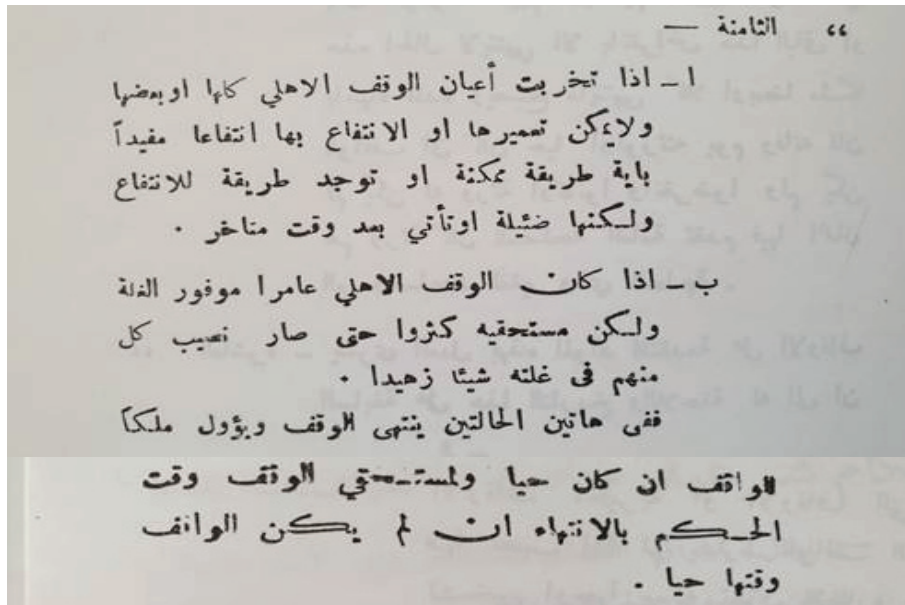 “ الثامنة —
ا ــ اذا تخربت أعيان الوقف الاهلي كلها او بعضها
ولايمكن تعميرها او الانتفاع بها انتفاعا مفيداً
باية طريقة ممكنة او توجد طريقة للانتفاع
ولكنها ضئيلة اوتأتي بعد وقت متاخر .
ب ــ اذا كان الوقف الاهلي عامرا موفور الغلة
ولكن مستحقيه كثروا حتى صار نصيب كل
منهم فى غلته شيئا زهيدا .
ففى هاتين الحالتين ينتهى الوقف ويؤول ملكاً
للواقف ان كان حيا ولمستحقي الوقف وقت
الحكم بالانتهاء ان لم يكن الواقف
وقتها حيا .